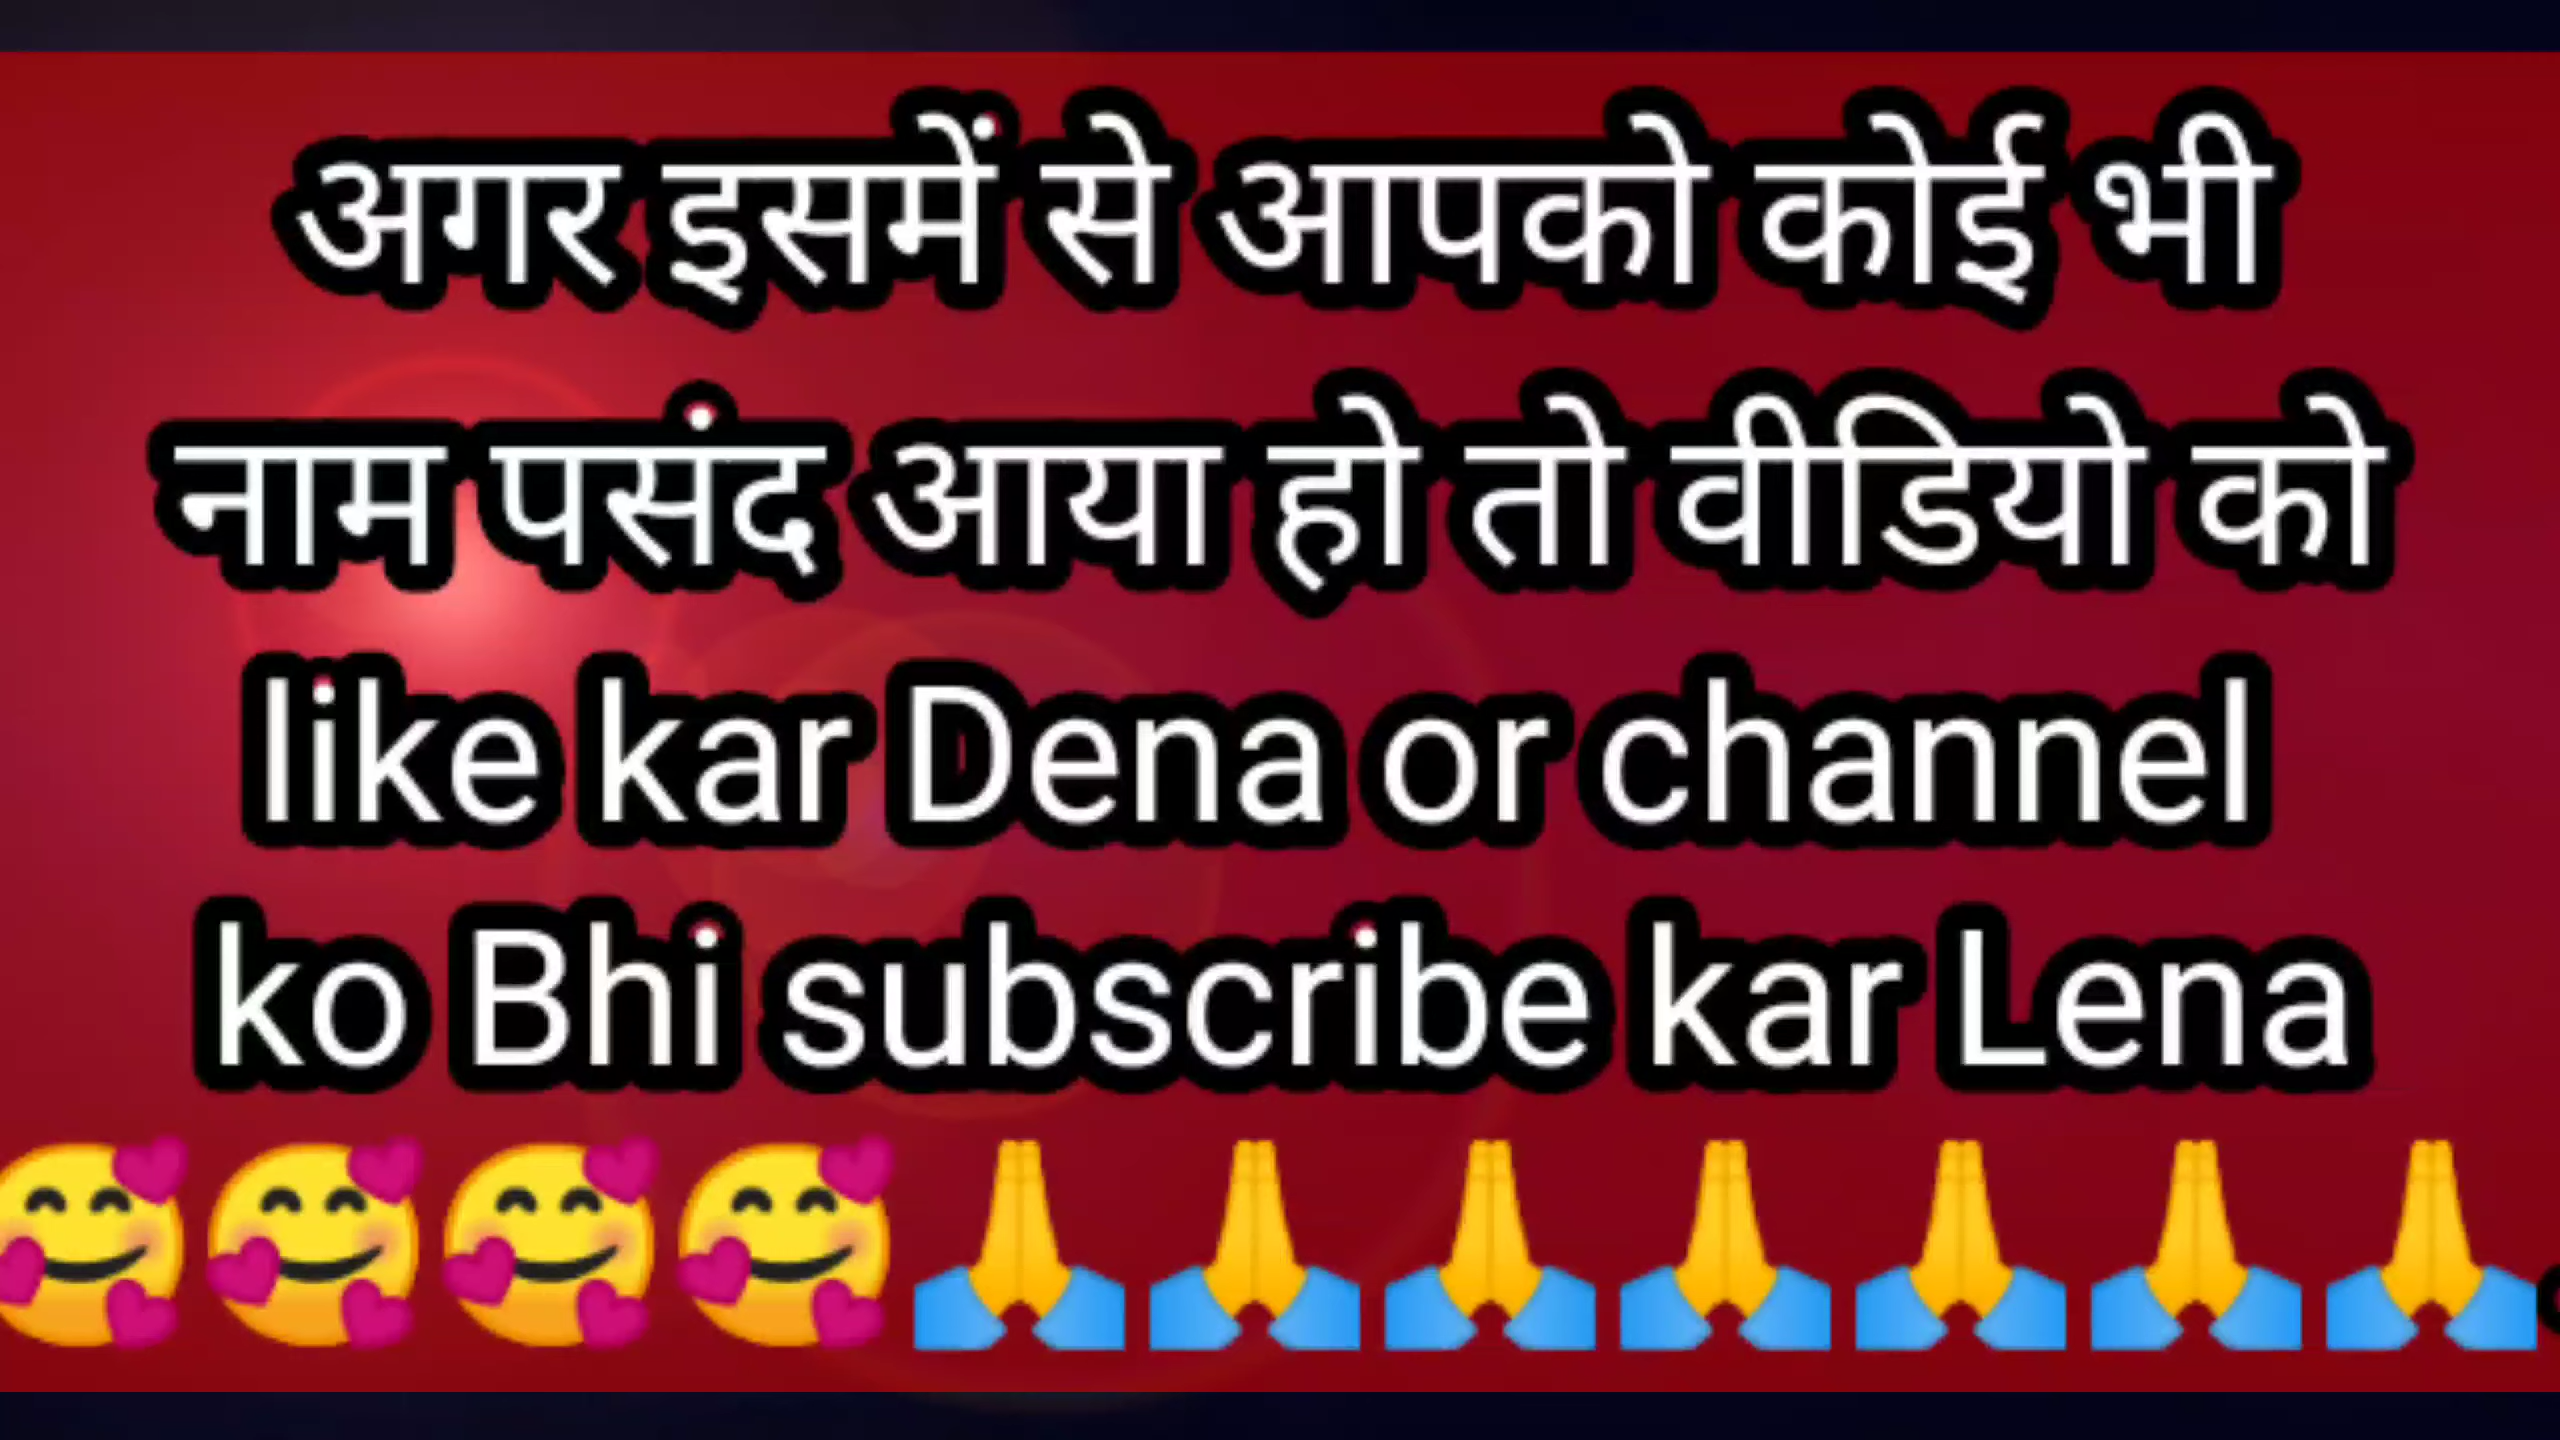 अगर इसमें से आपको कोई भी
नाम पसंद आया हो तो वीडियो को
like kar Dena or channel
ko Bhi subscribe kar Lena
🥰🥰🥰🥰🙏🙏🙏🙏🙏🙏🙏